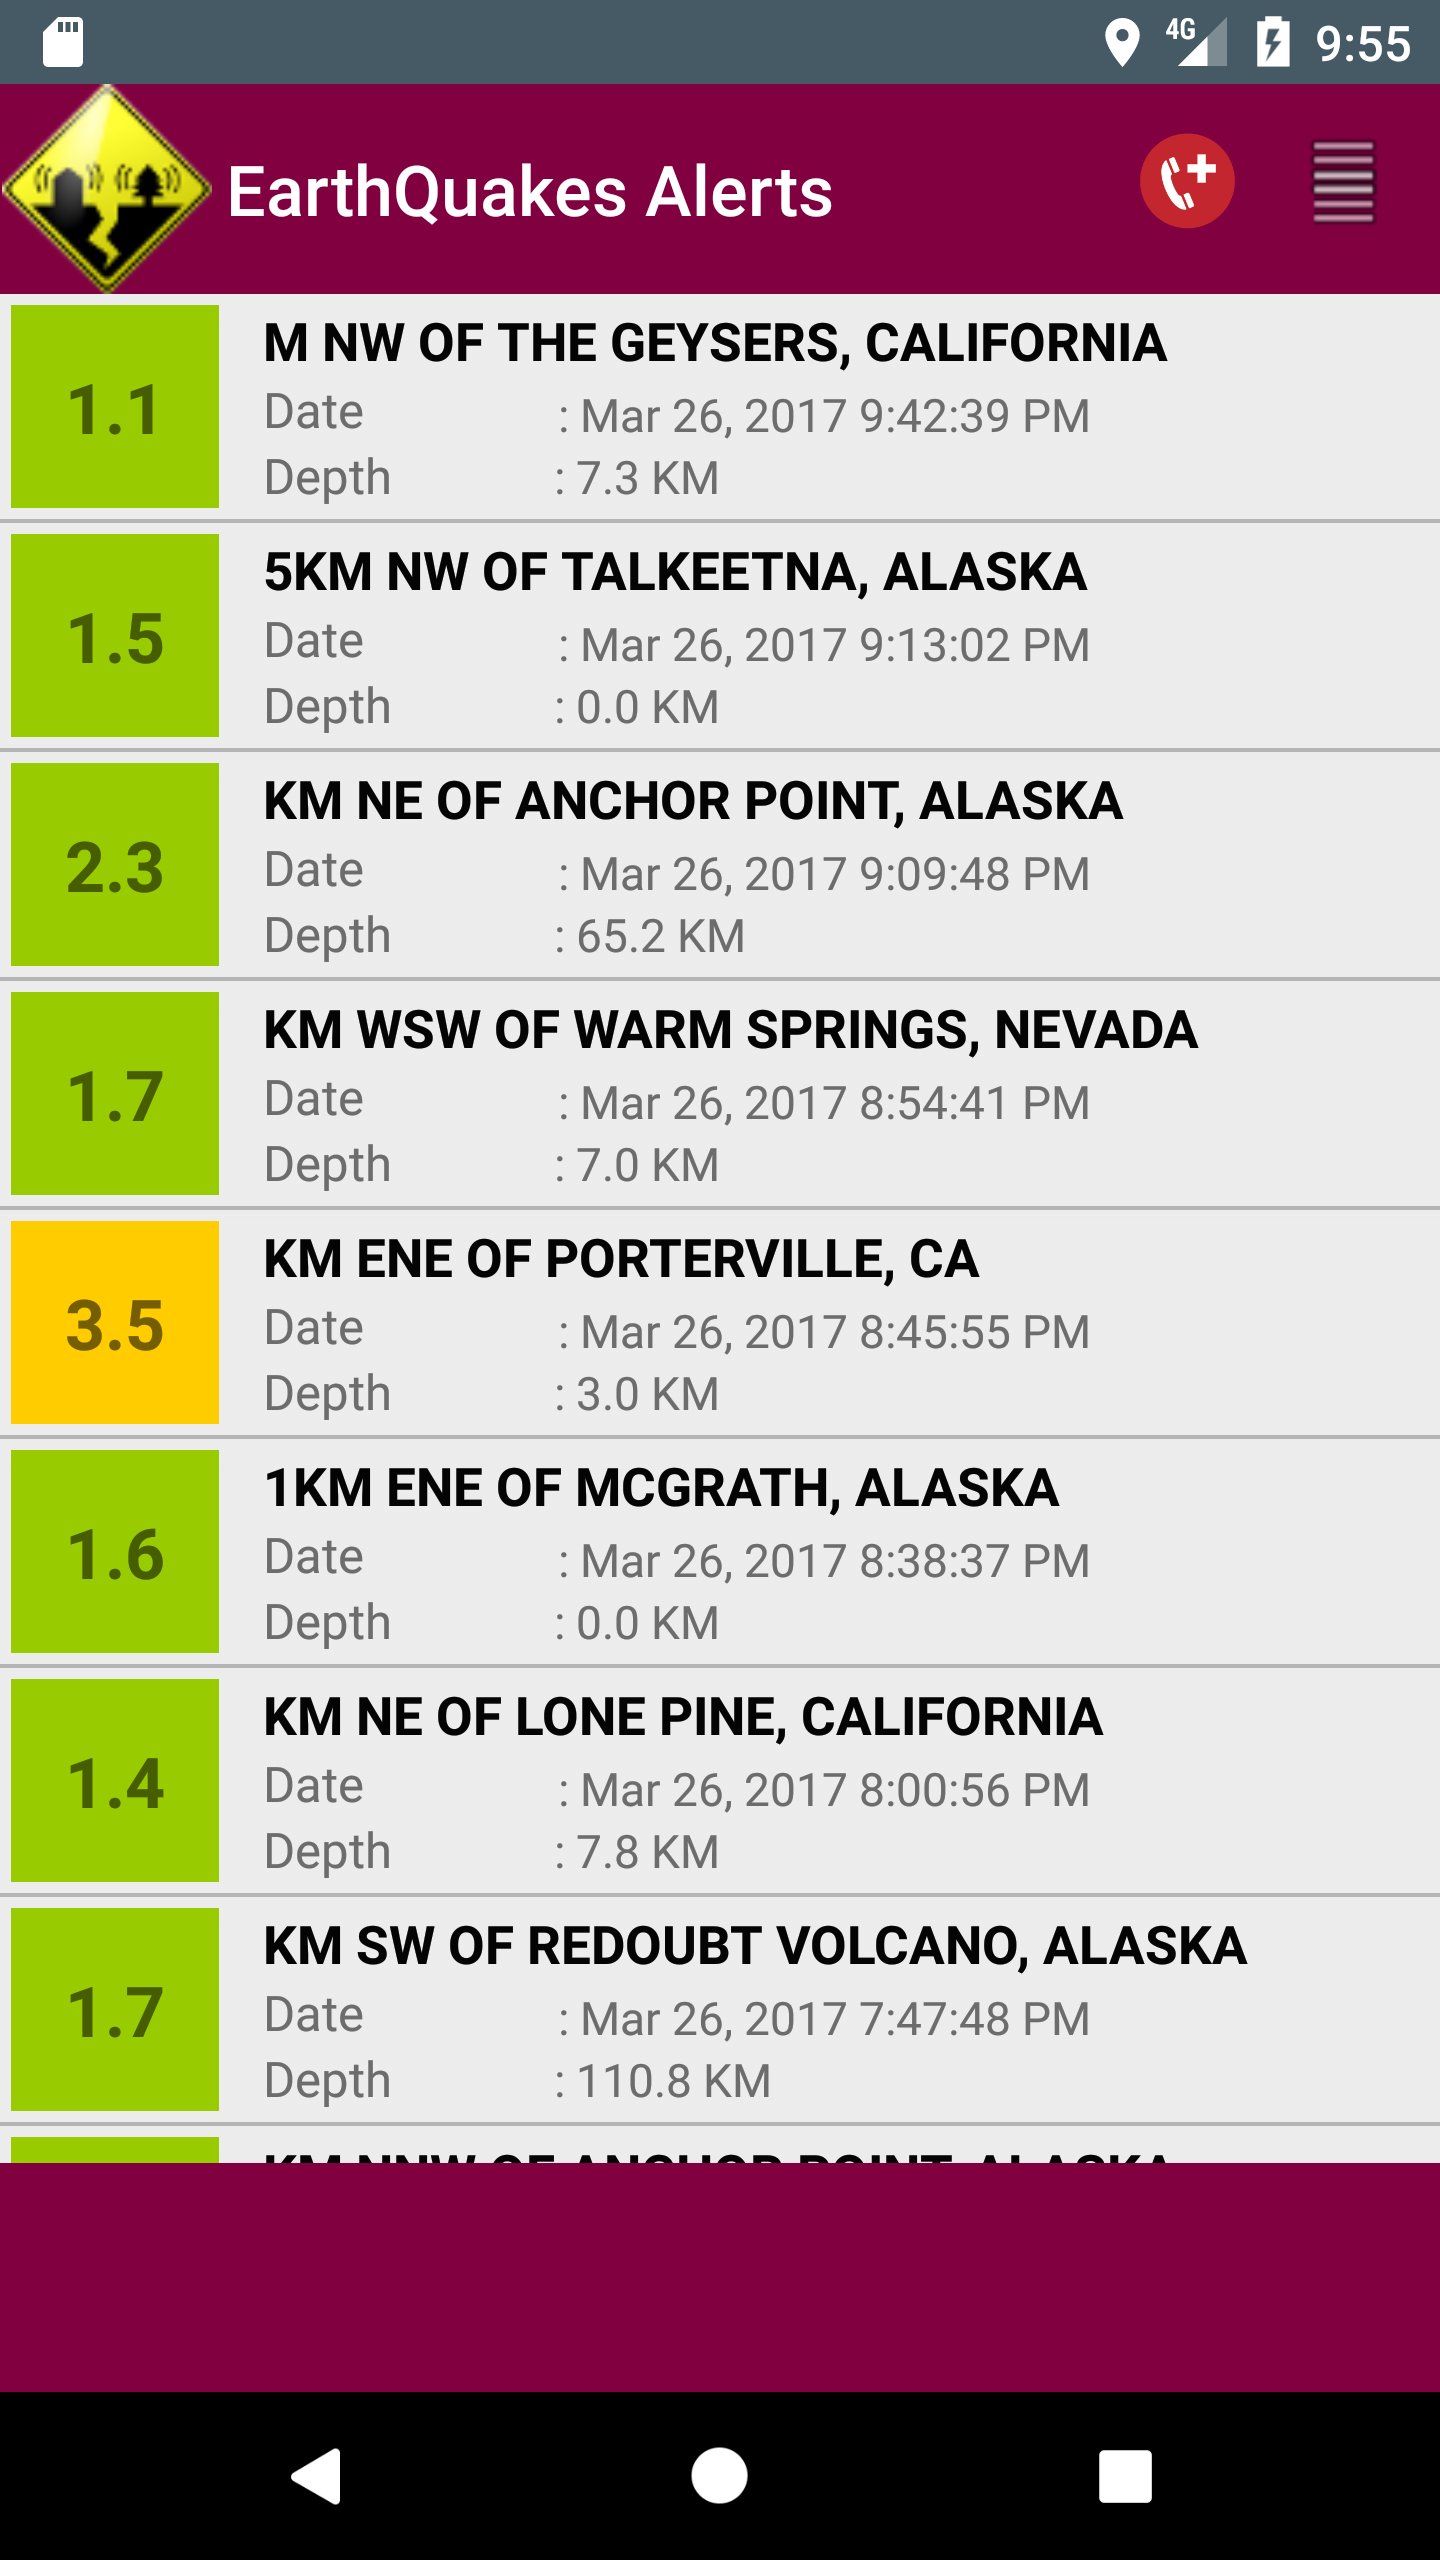 4G 9:55
EarthQuakes Alerts
M NW OF THE GEYSERS, CALIFORNIA
1.1
Date : Mar 26, 2017 9:42:39 PM
Depth : 7.3 KM
5KM NW OF TALKEETNA, ALASKA
1.5
Date : Mar 26, 2017 9:13:02 PM
Depth : 0.0 KM
KM NE OF ANCHOR POINT, ALASKA
2.3
Date : Mar 26, 2017 9:09:48 PM
Depth : 65.2 KM
KM WSW OF WARM SPRINGS, NEVADA
1.7
Date : Mar 26, 2017 8:54:41 PM
Depth : 7.0 KM
KM ENE OF PORTERVILLE, CA
3.5
Date : Mar 26, 2017 8:45:55 PM
Depth : 3.0 KM
1KM ENE OF MCGRATH, ALASKA
1.6
Date : Mar 26, 2017 8:38:37 PM
Depth : 0.0 KM
KM NE OF LONE PINE, CALIFORNIA
1.4
Date : Mar 26, 2017 8:00:56 PM
Depth : 7.8 KM
KM SW OF REDOUBT VOLCANO, ALASKA
1.7
Date : Mar 26, 2017 7:47:48 PM
Depth : 110.8 KM
KM NNW OF ANCHOR POINT, ALASKA